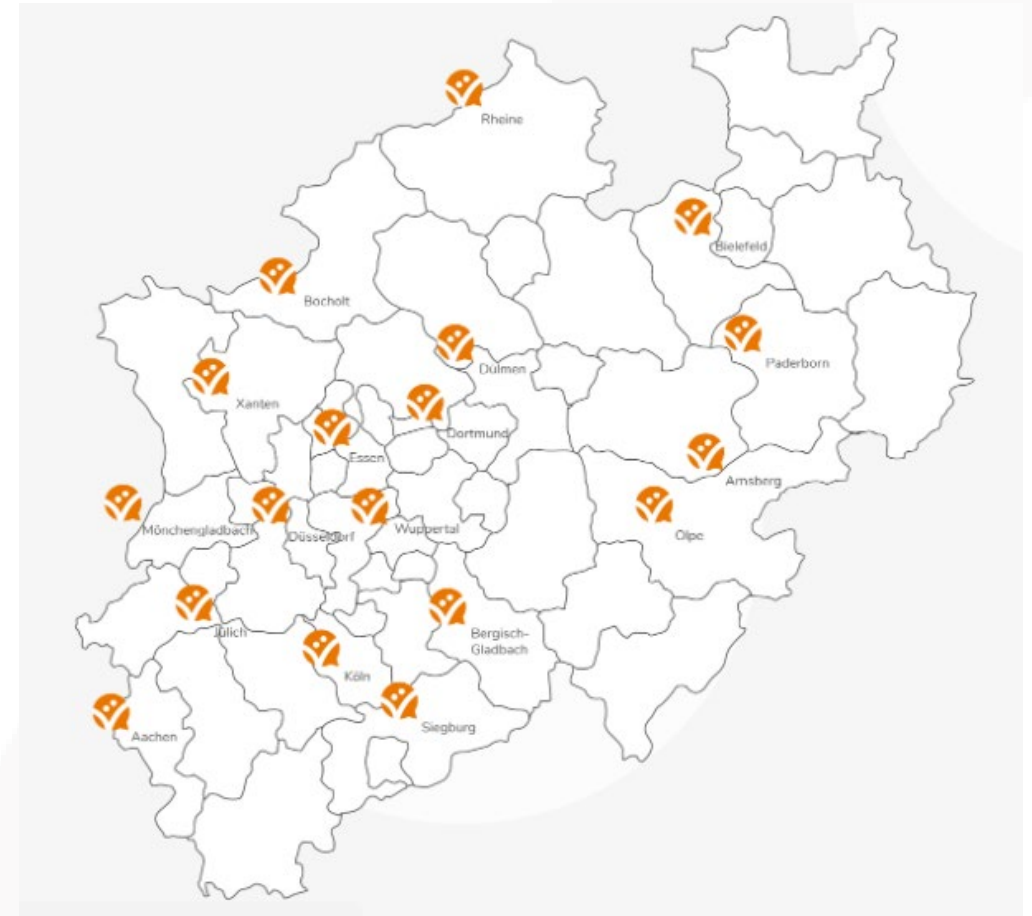 Rheine
Bielefeld
Bocholt
Dülmen
Paderborn
Xanten
Dortmund
Essen
Arnsberg
Mönchengladbach
Düsseldorf
Wuppertal
Olpe
Jülich
Bergisch-
Gladbach
Köln
Siegburg
Aachen